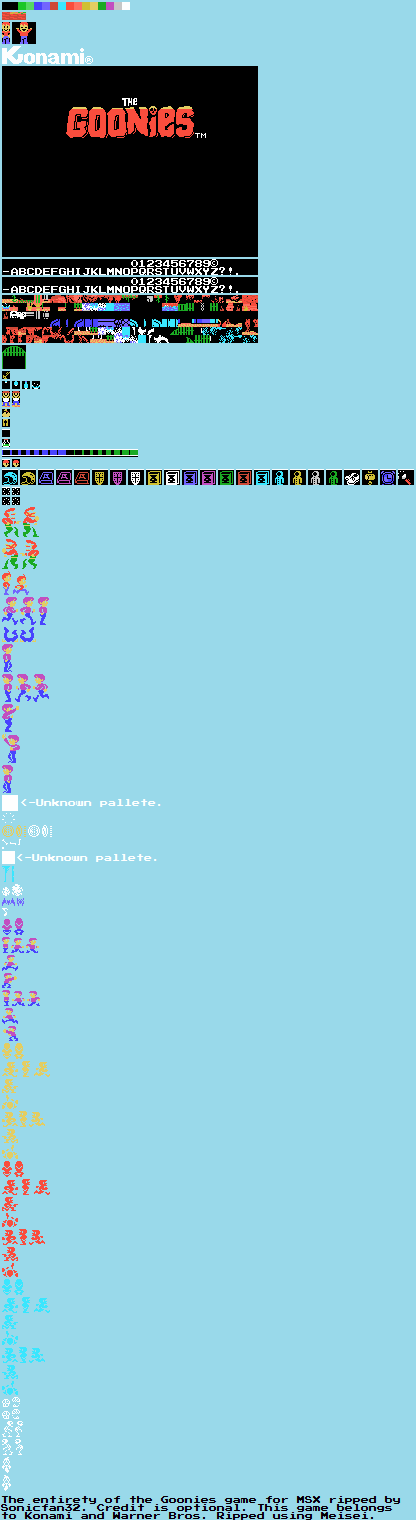 Konami®
THE
GOONIES
TM
0123456789©
-ABCDEFGHIJKLMNOPQRSTUVWXYZ?!.
0123456789©
-ABCDEFGHIJKLMNOPQRSTUVWXYZ?!.
<-Unknown pallete.
<-Unknown pallete.
The entirety of the Goonies game for MSX ripped by
Sonicfan32. Credit is optional. This game belongs
to Konami and Warner Bros. Ripped using Meisei.